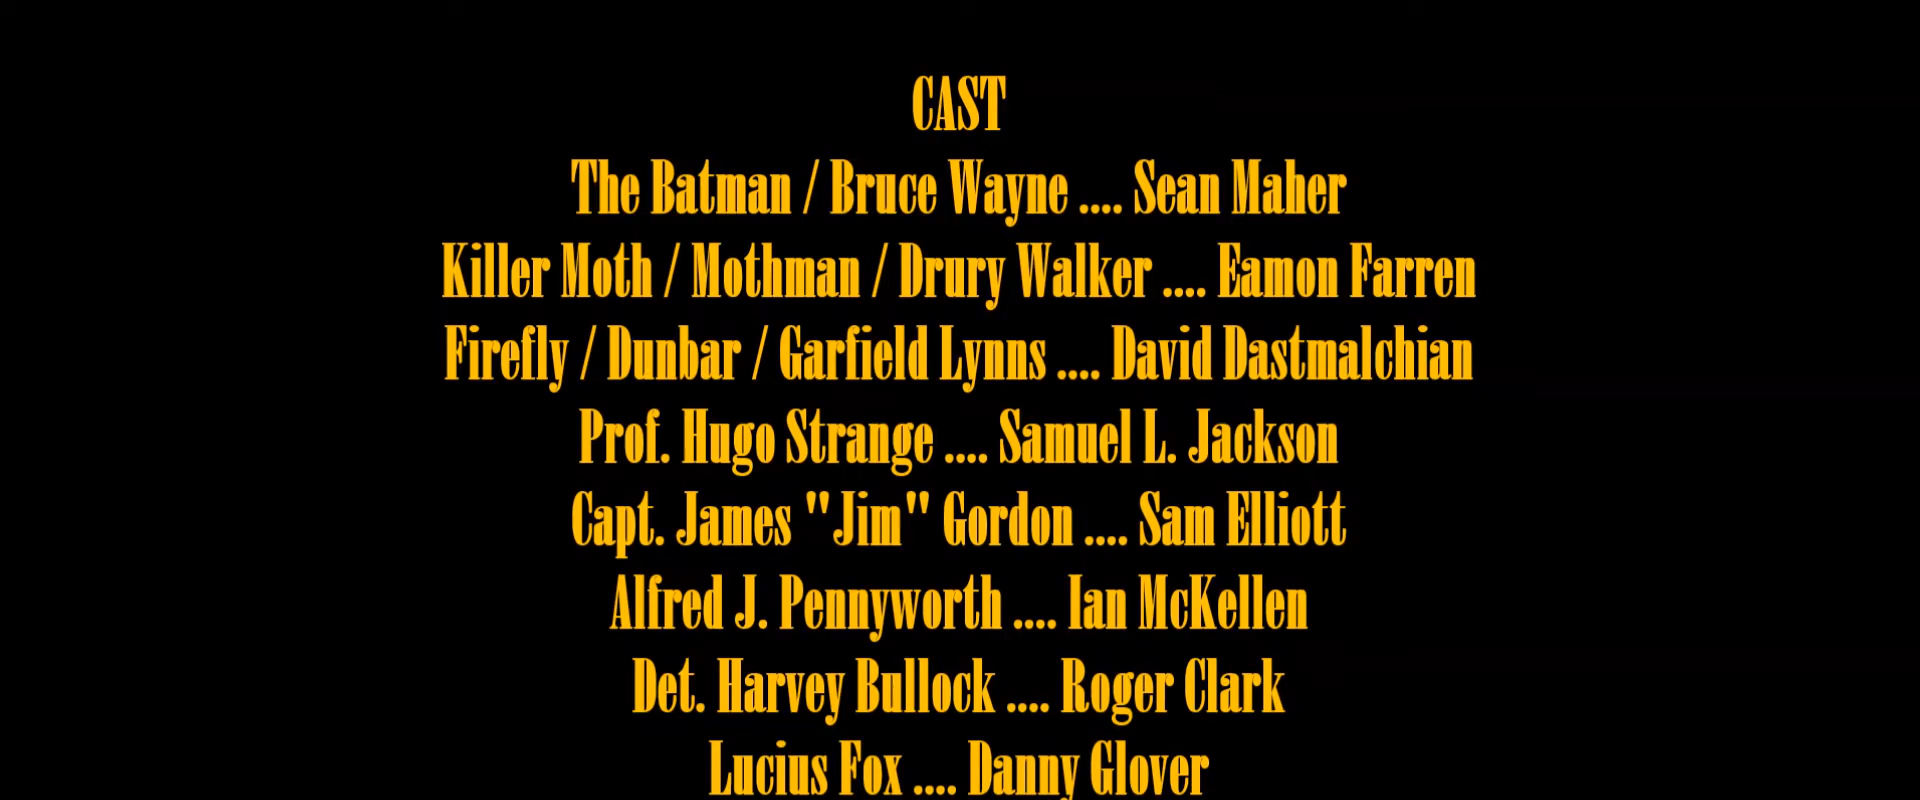 CAST
The Batman / Bruce Wayne .... Sean Maher
Killer Moth / Mothman / Drury Walker .... Eamon Farren
Firefly / Dunbar / Garfield Lynns .... David Dastmalchian
Prof. Hugo Strange .... Samuel L. Jackson
Capt. James "Jim" Gordon .... Sam Elliott
Alfred J. Pennyworth .... Ian McKellen
Det. Harvey Bullock .... Roger Clark
Lucius Fox .... Danny Glover